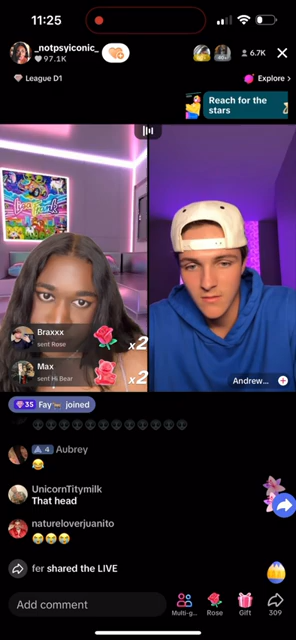 11:25
_notpsyiconic_
97.1K
6.7K
League D1
Explore >
Reach for the
stars
Braxxx
sent Rose
x2
Max
sent Hi Bear
x2
Andrew...
35 Fay joined
4 Aubrey
UnicornTitymilk
That head
natureloverjuanito
fer shared the LIVE
Add comment
Multi-g...
Rose
Gift
309